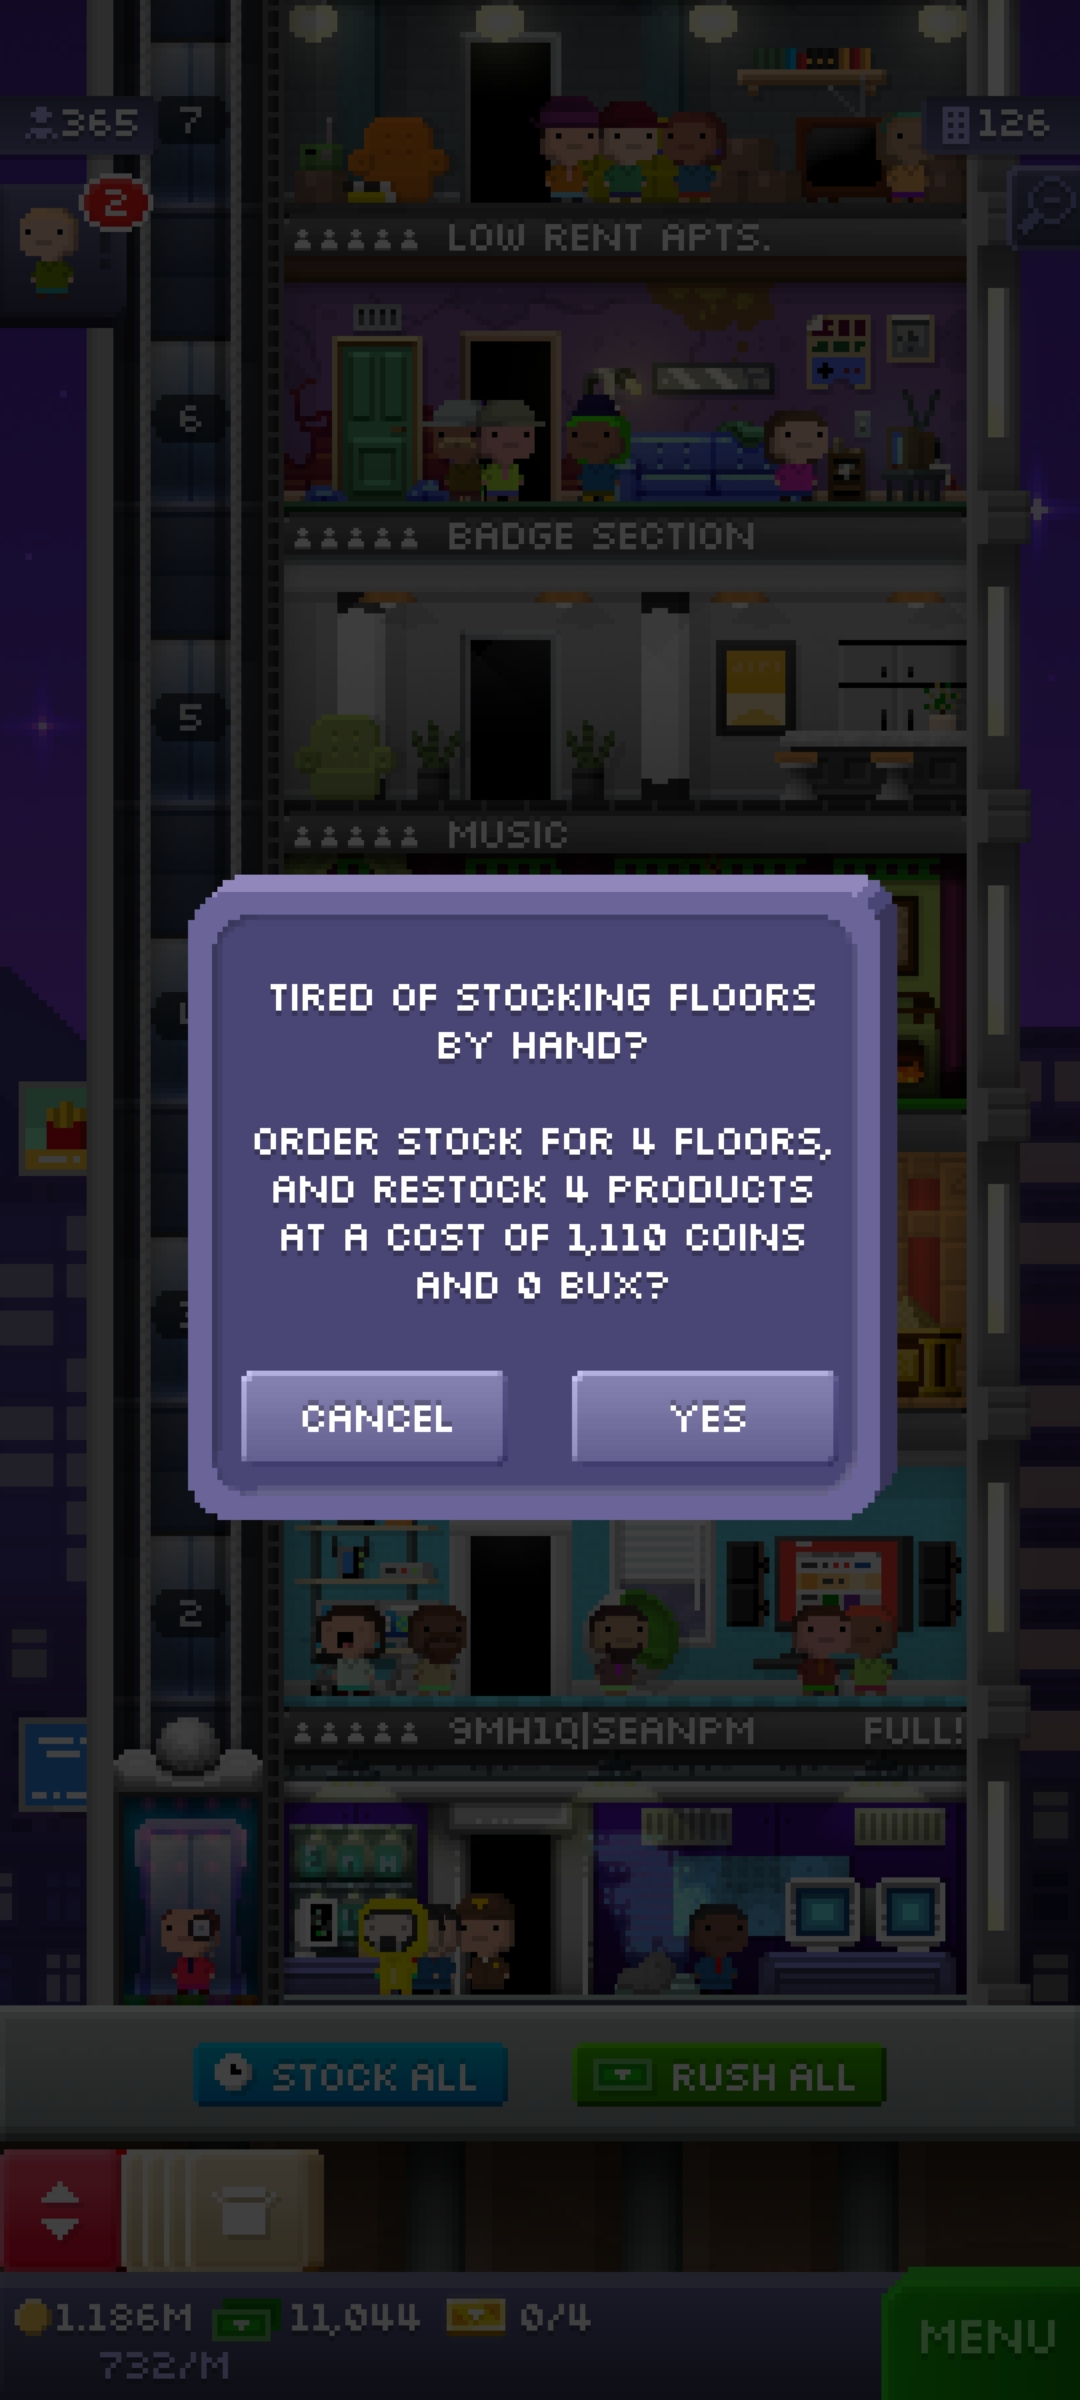 365
7
126
2
LOW RENT APTS.
6
BADGE SECTION
5
MUSIC
TIRED OF STOCKING FLOORS
BY HAND?
ORDER STOCK FOR 4 FLOORS,
AND RESTOCK 4 PRODUCTS
AT A COST OF 1,110 COINS
AND 0 BUX?
CANCEL
YES
2
9MH1Q|SEANPM
FULL!
STOCK ALL
RUSH ALL
1.186M
11,044
0/4
732/M
MENU